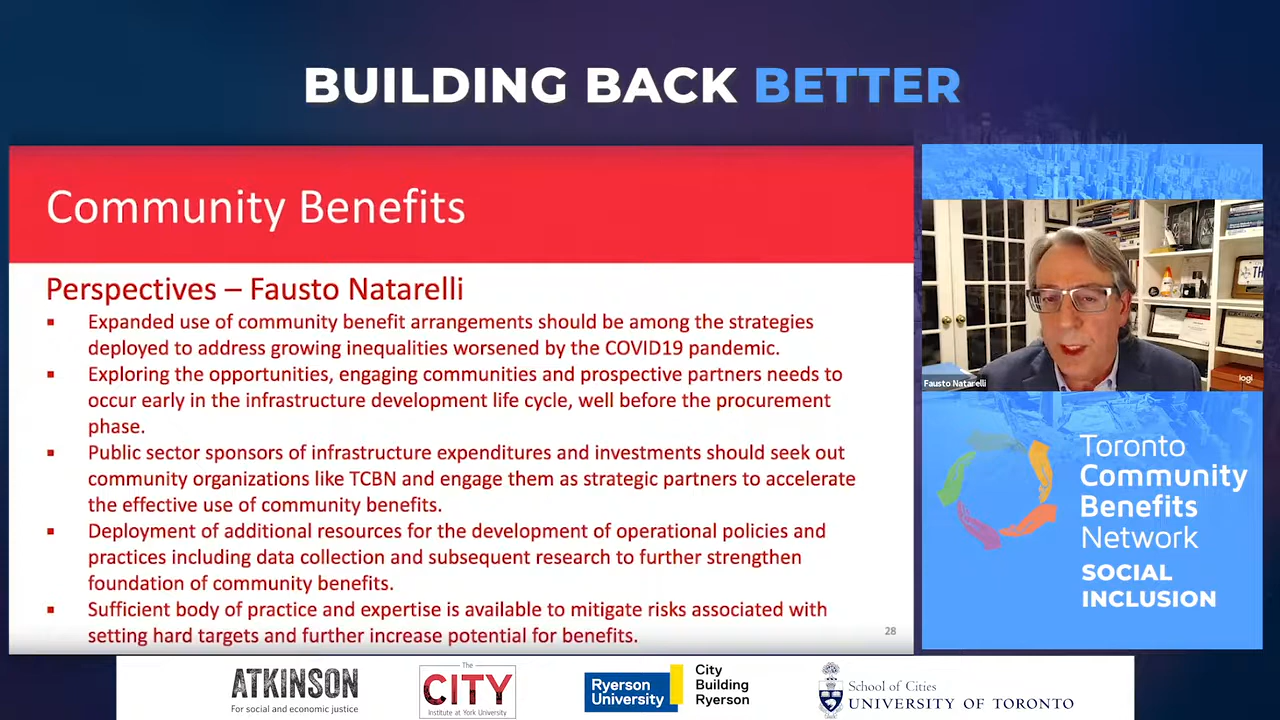 BUILDING BACK BETTER
Community Benefits
Perspectives – Fausto Natarelli
▪ Expanded use of community benefit arrangements should be among the strategies
deployed to address growing inequalities worsened by the COVID19 pandemic.
▪ Exploring the opportunities, engaging communities and prospective partners needs to
occur early in the infrastructure development life cycle, well before the procurement
phase.
▪ Public sector sponsors of infrastructure expenditures and investments should seek out
community organizations like TCBN and engage them as strategic partners to accelerate
the effective use of community benefits.
▪ Deployment of additional resources for the development of operational policies and
practices including data collection and subsequent research to further strengthen
foundation of community benefits.
▪ Sufficient body of practice and expertise is available to mitigate risks associated with
setting hard targets and further increase potential for benefits.
28
Fausto Natarelli
logi
Toronto
Community
Benefits
Network
SOCIAL
INCLUSION
ATKINSON
For social and economic justice
The
CITY
Institute at York University
Ryerson
University
City
Building
Ryerson
School of Cities
UNIVERSITY OF TORONTO